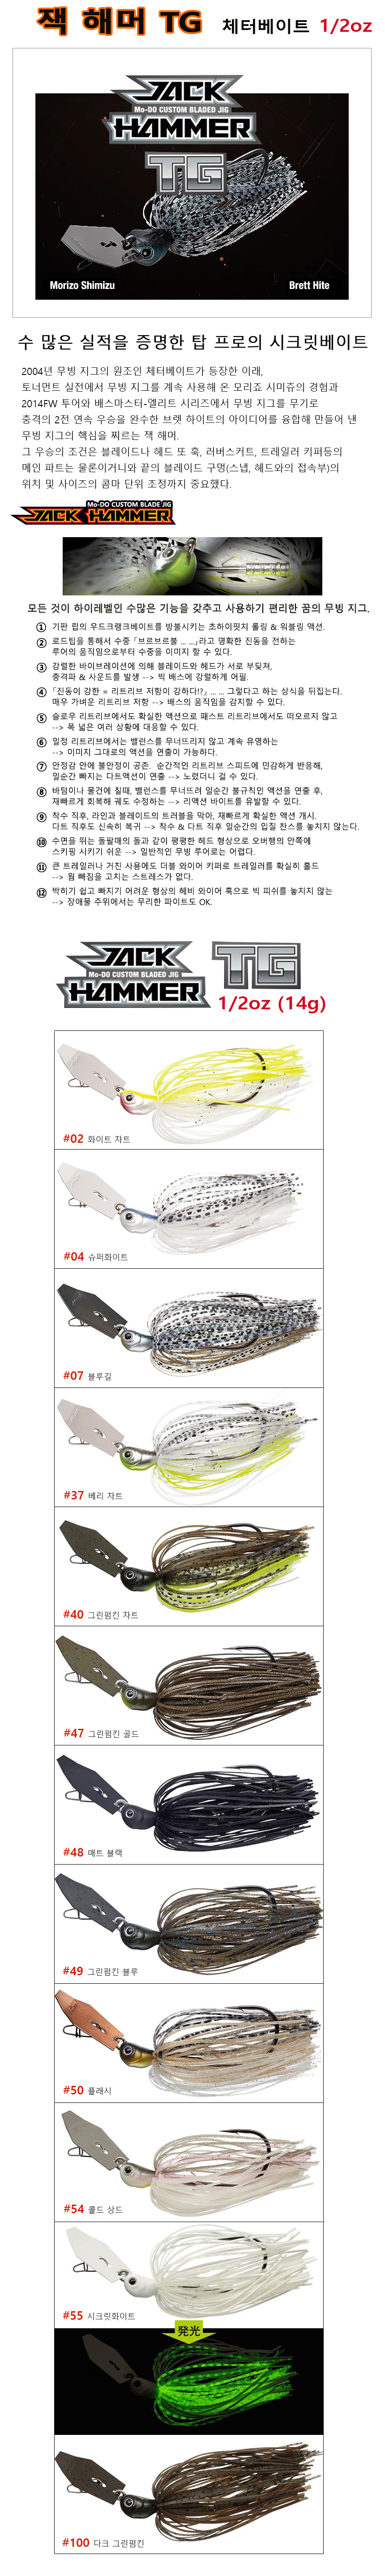 잭 해머 TG 체터베이트 1/2oz
JACK
Mo-DO CUSTOM BLADED JIG
HAMMER
TG
Morizo Shimizu
Brett Hite
수 많은 실적을 증명한 탑 프로의 시크릿베이트
2004년 무빙 지그의 원조인 체터베이트가 등장한 이래,
토너먼트 실전에서 무빙 지그를 계속 사용해 온 모리죠 시미쥬의 경험과
2014FW 투어와 배스마스터-엘리트 시리즈에서 무빙 지그를 무기로
충격의 2전 연속 우승을 완수한 브렛 하이트의 아이디어를 융합해 만들어 낸
무빙 지그의 핵심을 찌르는 잭 해머.
그 우승의 조건은 블레이드나 헤드 또 훅, 러버스커트, 트레일러 키퍼등의
메인 파트는 물론이거니와 끝의 블레이드 구멍(스냅, 헤드와의 접속부)의
위치 및 사이즈의 콤마 단위 조정까지 중요했다.
Mo-DO CUSTOM BLADE JIG
JACK HAMMER
모든 것이 하이레벨인 수많은 기능을 갖추고 사용하기 편리한 꿈의 무빙 지그.
① 기판 립의 우드크랭크베이트를 방불시키는 초하이핏치 롤링 & 워블링 액션.
② 로드팁을 통해서 수중 「브르브르불 ... ...」라고 명확한 진동을 전하는
루어의 움직임으로부터 수중을 이미지 할 수 있다.
③ 강렬한 바이브레이션에 의해 블레이드와 헤드가 서로 부딪쳐,
충격파 & 사운드를 발생 --> 빅 배스에 강렬하게 어필.
④ 「진동이 강한 = 리트리브 저항이 강하다!?」 ... ... 그렇다고 하는 상식을 뒤집는다.
매우 가벼운 리트리브 저항 --> 배스의 움직임을 감지할 수 있다.
⑤ 슬로우 리트리브에서도 확실한 액션으로 패스트 리트리브에서도 떠오르지 않고
--> 폭 넓은 여러 상황에 대응할 수 있다.
⑥ 일정 리트리브에서는 밸런스를 무너뜨리지 않고 계속 유영하는
--> 이미지 그대로의 액션을 연출이 가능하다.
⑦ 안정감 안에 불안정이 공존. 순간적인 리트리브 스피드에 민감하게 반응해,
일순간 빠지는 다트액션이 연출 --> 노렸더니 걸 수 있다.
⑧ 바텀이나 물건에 칠때, 밸런스를 무너뜨려 일순간 불규칙인 액션을 연출 후,
재빠르게 회복해 궤도 수정하는 --> 리액션 바이트를 유발할 수 있다.
⑨ 착수 직후, 라인과 블레이드의 트러블을 막아, 재빠르게 확실한 액션 개시.
다트 직후도 신속히 복귀 --> 착수 & 다트 직후 일순간의 입질 찬스를 놓치지 않는다.
⑩ 수면을 뛰는 돌팔매의 돌과 같이 평평한 헤드 형상으로 오버행의 안쪽에
스키핑 시키기 쉬운 --> 일반적인 무빙 루어로는 어렵다.
⑪ 큰 트레일러나 거친 사용에도 더블 와이어 키퍼로 트레일러를 확실히 홀드
--> 웜 빠짐을 고치는 스트레스가 없다.
⑫ 박히기 쉽고 빠지기 어려운 형상의 헤비 와이어 훅으로 빅 피쉬를 놓치지 않는
--> 장애물 주위에서는 무리한 파이트도 OK.
JACK
Mo-DO CUSTOM BLADED JIG
HAMMER
TG
1/2oz (14g)
#02 화이트 차트
#04 슈퍼화이트
#07 블루길
#37 베리 차트
#40 그린펌킨 차트
#47 그린펌킨 골드
#48 매트 블랙
#49 그린펌킨 블루
#50 플래시
#54 콜드 상드
#55 시크릿화이트
発光
#100 다크 그린펌킨